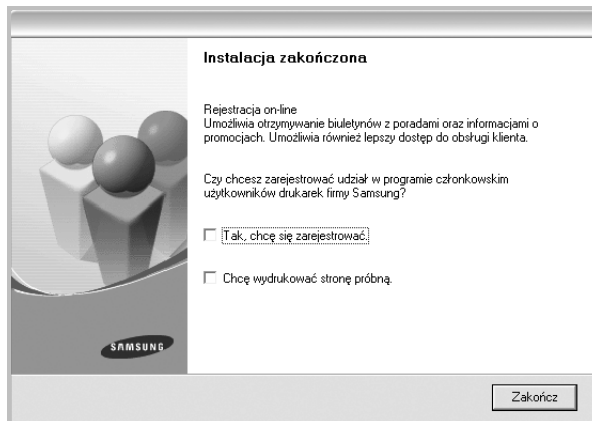 Instalacja zakończona
Rejestracja on-line
Umożliwia otrzymywanie biuletynów z poradami oraz informacjami o
promocjach. Umożliwia również lepszy dostęp do obsługi klienta.
Czy chcesz zarejestrować udział w programie członkowskim
użytkowników drukarek firmy Samsung?
Tak, chcę się zarejestrować.
Chcę wydrukować stronę próbną.
SAMSUNG
Zakończ